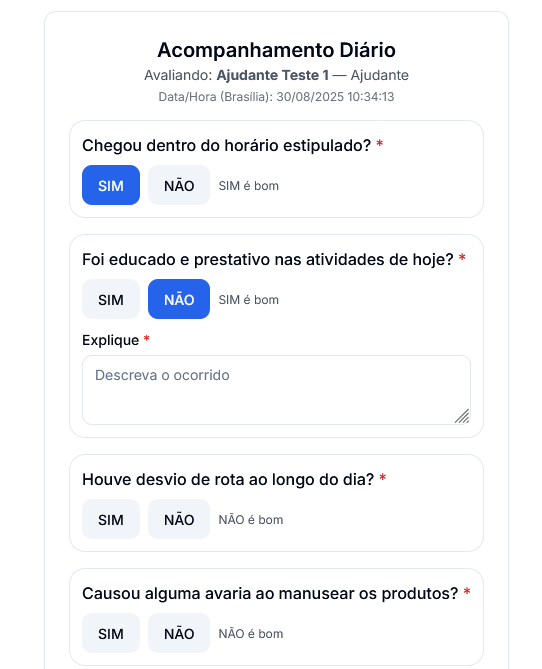 Acompanhamento Diário
Avaliando: Ajudante Teste 1 — Ajudante
Data/Hora (Brasília): 30/08/2025 10:34:13
Chegou dentro do horário estipulado? *
SIM NÃO SIM é bom
Foi educado e prestativo nas atividades de hoje? *
SIM NÃO SIM é bom
Explique *
Descreva o ocorrido
Houve desvio de rota ao longo do dia? *
SIM NÃO NÃO é bom
Causou alguma avaria ao manusear os produtos? *
SIM NÃO NÃO é bom